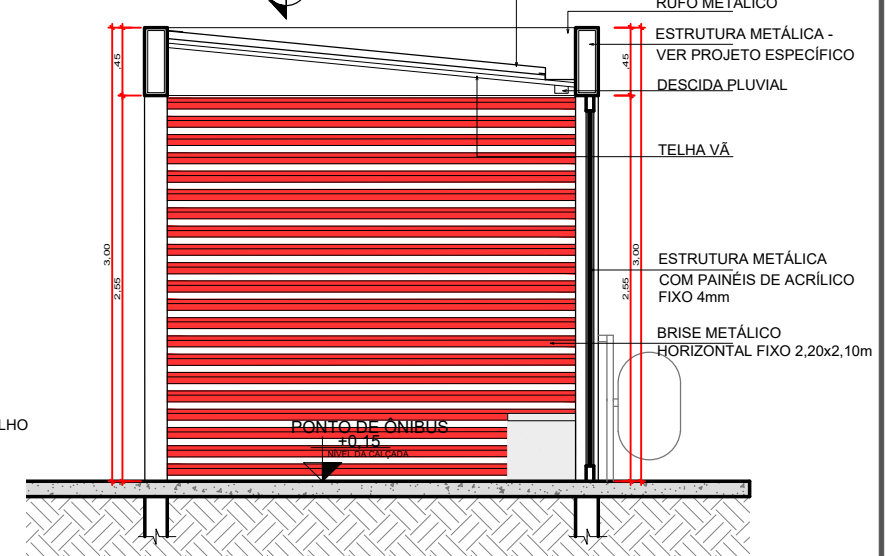 RUFO METÁLICO
ESTRUTURA METÁLICA -
VER PROJETO ESPECÍFICO
,45
,45
DESCIDA PLUVIAL
TELHA VÃ
3,00
2,55
2,55
3,00
ESTRUTURA METÁLICA
COM PAINÉIS DE ACRÍLICO
FIXO 4mm
BRISE METÁLICO
HORIZONTAL FIXO 2,20x2,10m
LHO
PONTO DE ÔNIBUS
+0,15
NÍVEL DA CALÇADA